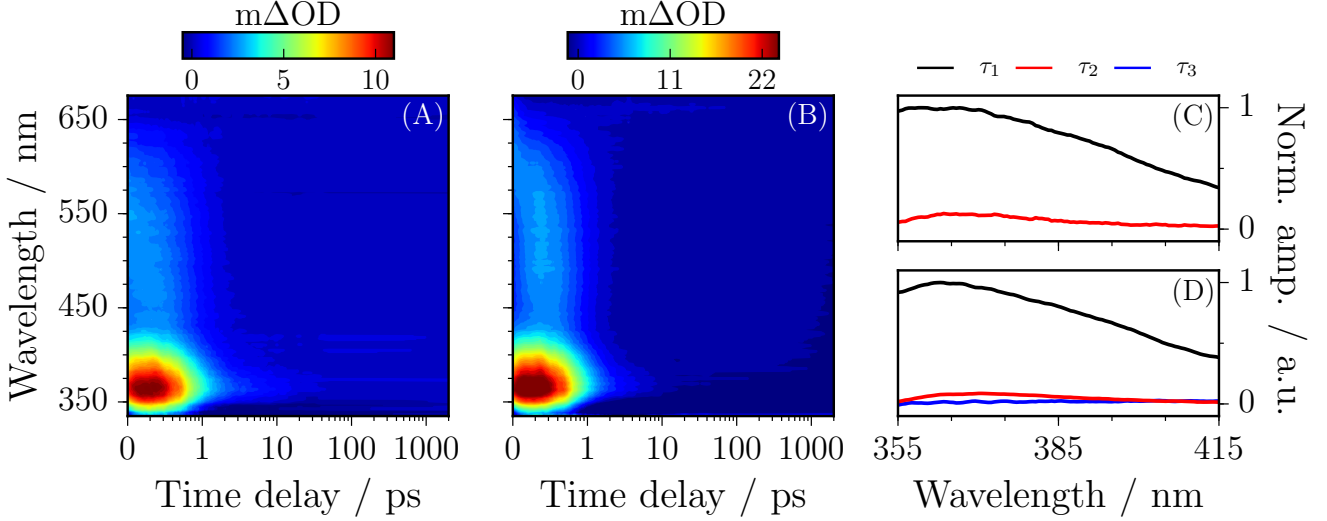 mΔOD
0 5 10
mΔOD
0 11 22
τ1 τ2 τ3
Wavelength / nm
650
550
450
350
(A)
0 1 10 100 1000
Time delay / ps
(B)
0 1 10 100 1000
Time delay / ps
(C)
1
0
(D)
1
0
355 385 415
Wavelength / nm
Norm. amp. / a.u.